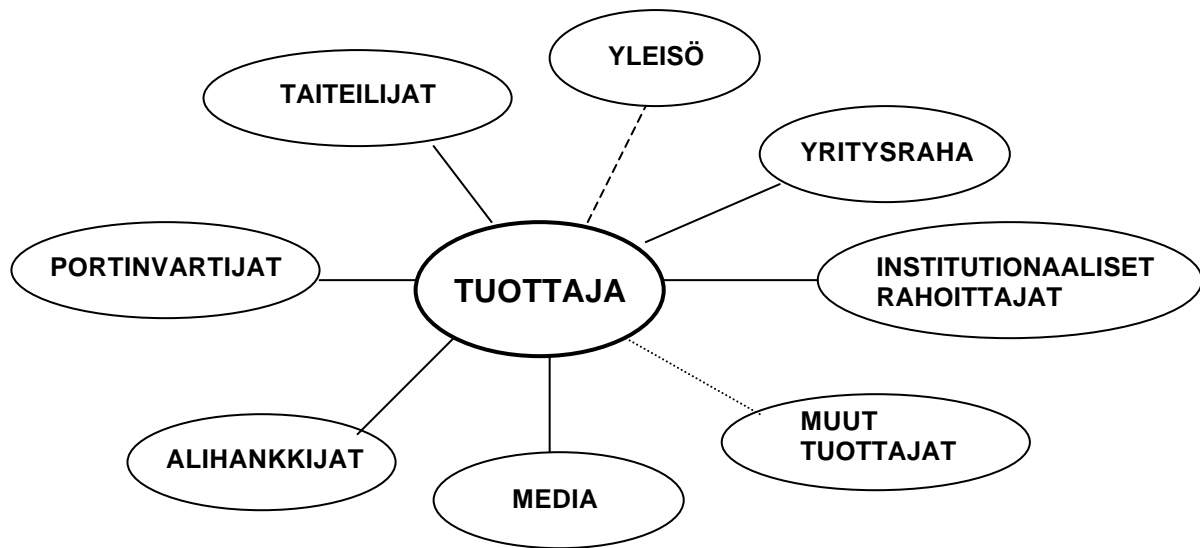 YLEISÖ
TAITEILIJAT
YRITYSRAHA
PORTINVARTIJAT
TUOTTAJA
INSTITUTIONAALISET
RAHOITTAJAT
MUUT
TUOTTAJAT
ALIHANKKIJAT
MEDIA